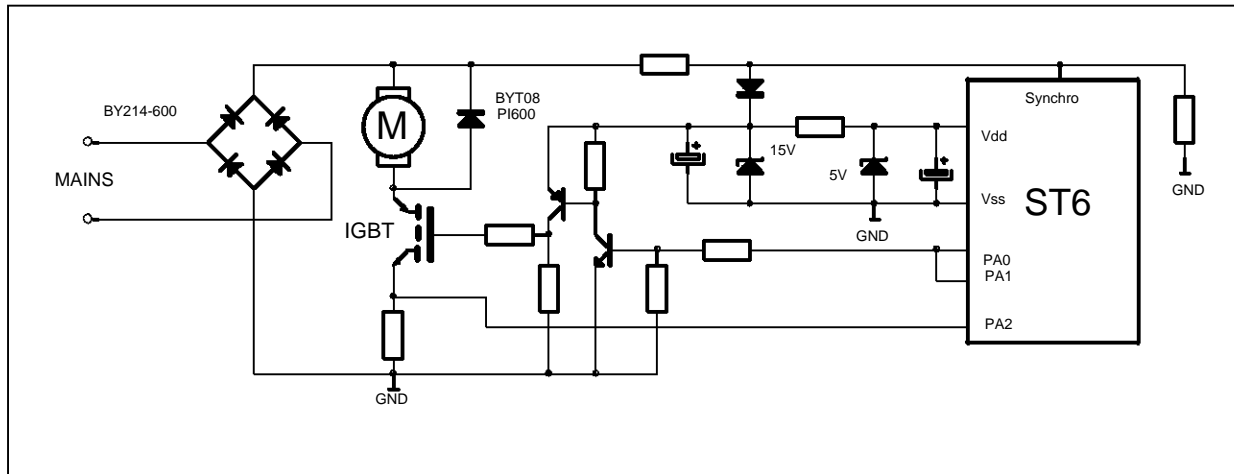 BY214-600
MAINS
M
BYT08
PI600
IGBT
GND
15V
5V
GND
Synchro
Vdd
Vss
ST6
PA0
PA1
PA2
GND
+
+